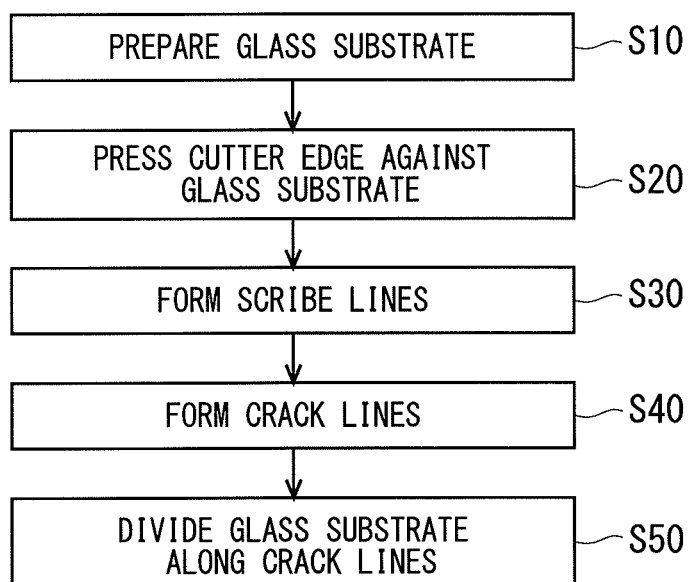 PREPARE GLASS SUBSTRATE
S10
PRESS CUTTER EDGE AGAINST
GLASS SUBSTRATE
S20
FORM SCRIBE LINES
S30
FORM CRACK LINES
S40
DIVIDE GLASS SUBSTRATE
ALONG CRACK LINES
S50